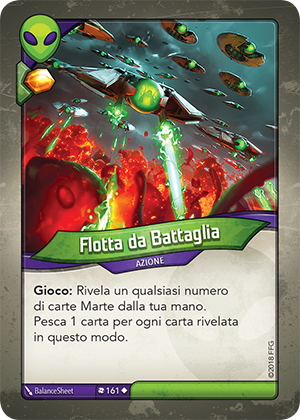 Flotta da Battaglia
AZIONE
Gioco: Rivela un qualsiasi numero
di carte Marte dalla tua mano.
Pesca 1 carta per ogni carta rivelata
in questo modo.
©2018 FFG
BalanceSheet
161